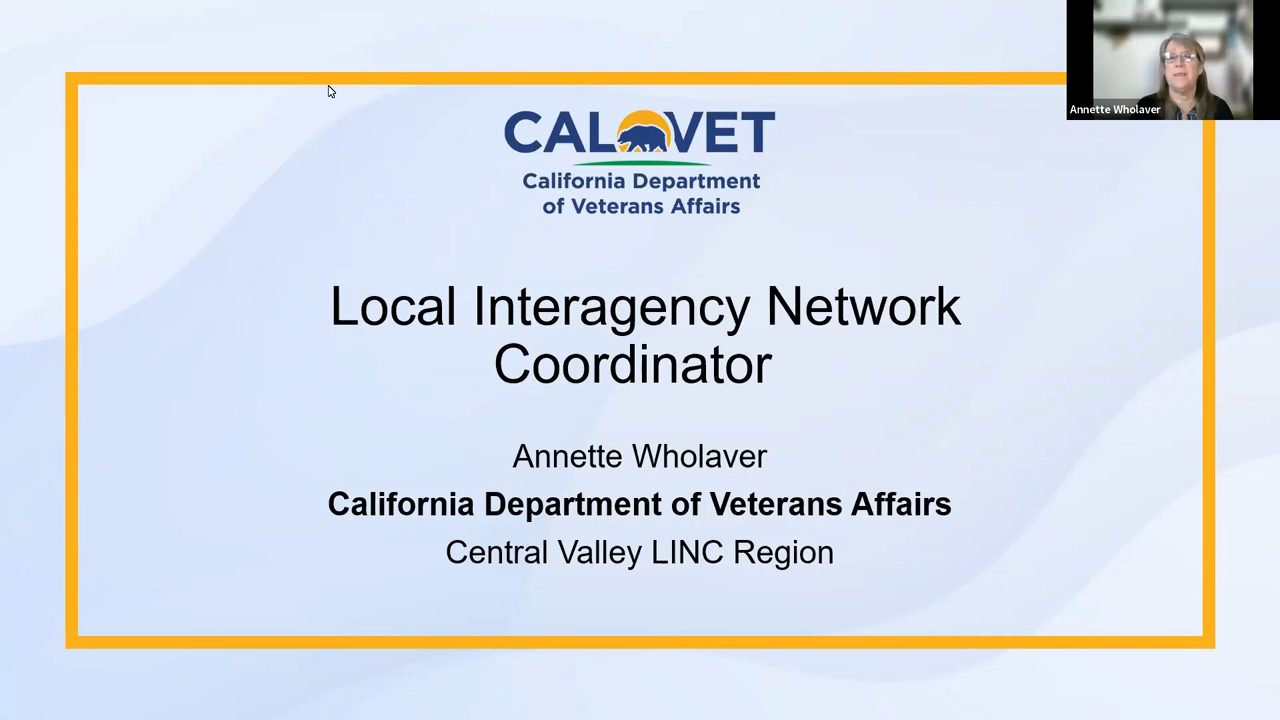 CALVET
California Department
of Veterans Affairs
Local Interagency Network
Coordinator
Annette Wholaver
California Department of Veterans Affairs
Central Valley LINC Region
Annette Wholaver